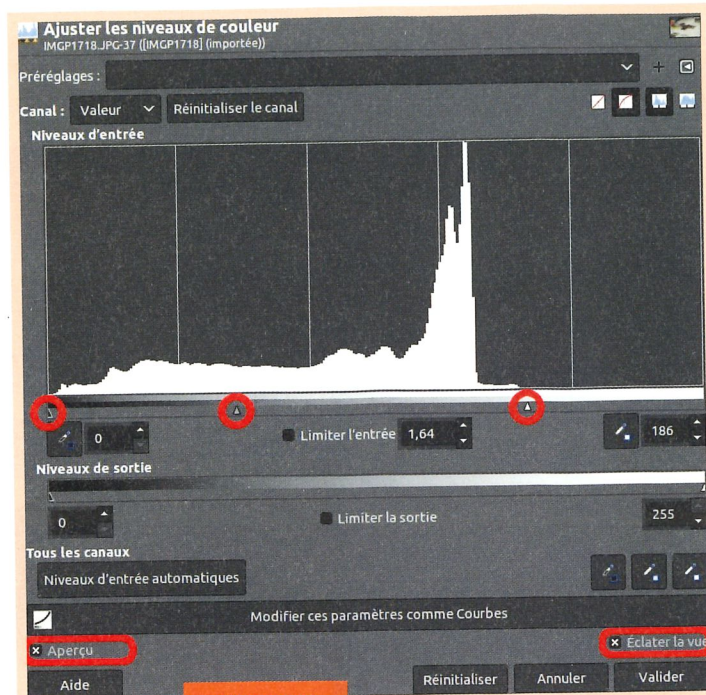 Ajuster les niveaux de couleur
IMGP1718.JPG-37 ([IMGP1718] (importée))
Préréglages :
Canal : Valeur Réinitialiser le canal
Niveaux d'entrée
0 Limiter l'entrée 1,64 186
Niveaux de sortie
0 Limiter la sortie 255
Tous les canaux
Niveaux d'entrée automatiques
Modifier ces paramètres comme Courbes
Aperçu Éclater la vue
Aide Réinitialiser Annuler Valider